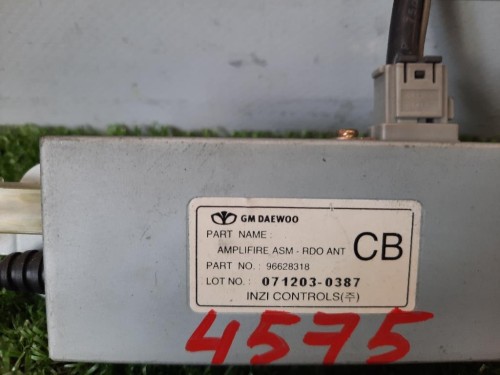 GM DAEWOO
PART NAME :
AMPLIFIRE ASM - RDO ANT
CB
PART NO. : 96628318
LOT NO. : 071203-0387
INZI CONTROLS(주)
4575